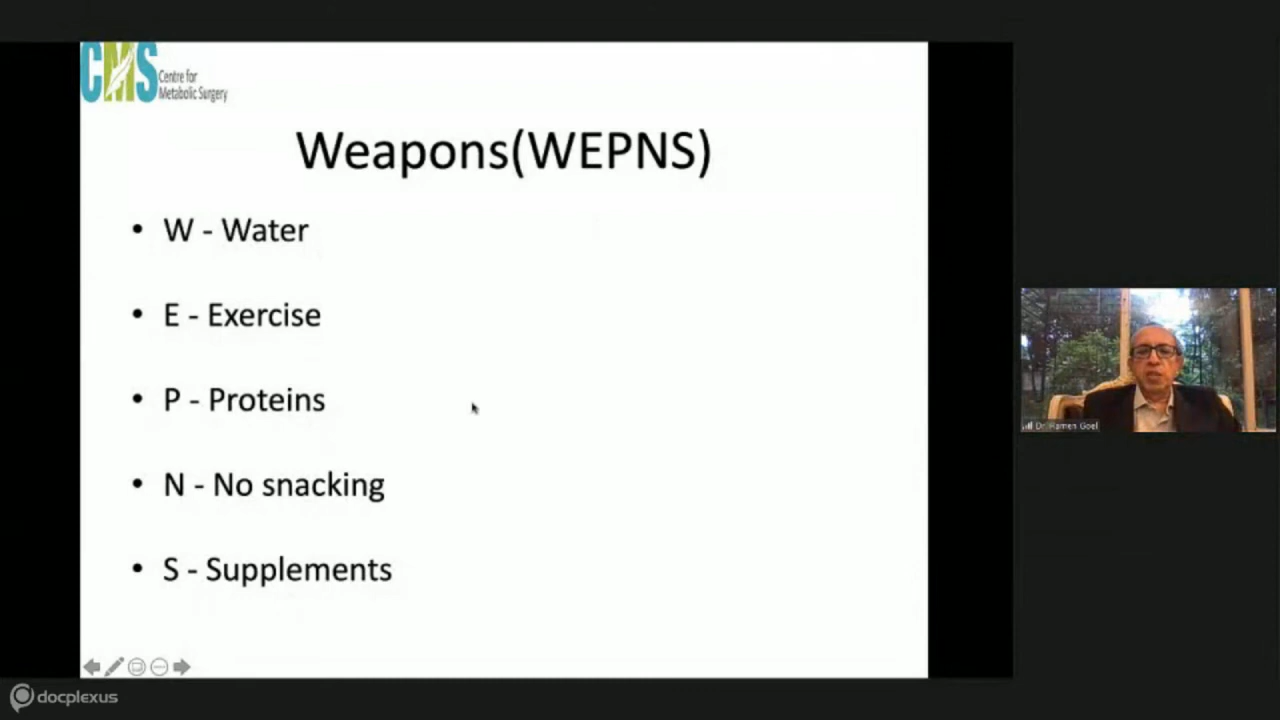 CMS Centre for
Metabolic Surgery
Weapons(WEPNS)
• W - Water
• E - Exercise
• P - Proteins
• N - No snacking
• S - Supplements
Dr. Ramen Goel
docplexus